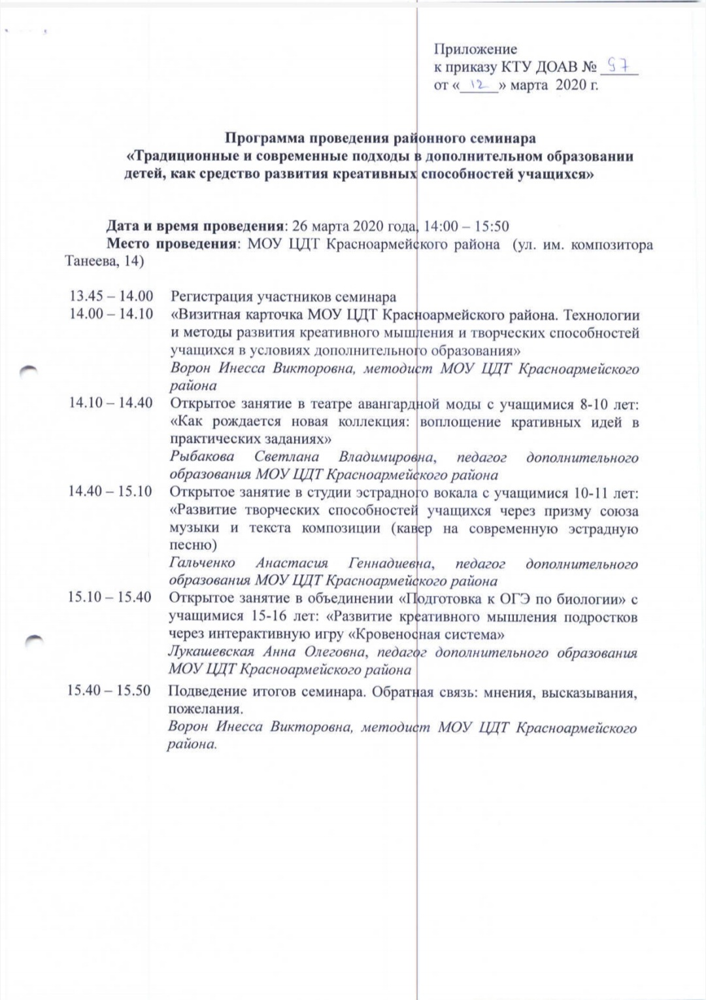 Приложение
к приказу КТУ ДОАВ № 97
от « 12 » марта 2020 г.
Программа проведения районного семинара
«Традиционные и современные подходы в дополнительном образовании
детей, как средство развития креативных способностей учащихся»
Дата и время проведения: 26 марта 2020 года, 14:00 – 15:50
Место проведения: МОУ ЦДТ Красноармейского района (ул. им. композитора
Танеева, 14)
13.45 – 14.00 Регистрация участников семинара
14.00 – 14.10 «Визитная карточка МОУ ЦДТ Красноармейского района. Технологии
и методы развития креативного мышления и творческих способностей
учащихся в условиях дополнительного образования»
Ворон Инесса Викторовна, методист МОУ ЦДТ Красноармейского
района
14.10 – 14.40 Открытое занятие в театре авангардной моды с учащимися 8-10 лет:
«Как рождается новая коллекция: воплощение кративных идей в
практических заданиях»
Рыбакова Светлана Владимировна, педагог дополнительного
образования МОУ ЦДТ Красноармейского района
14.40 – 15.10 Открытое занятие в студии эстрадного вокала с учащимися 10-11 лет:
«Развитие творческих способностей учащихся через призму союза
музыки и текста композиции (кавер на современную эстрадную
песню)
Гальченко Анастасия Геннадиевна, педагог дополнительного
образования МОУ ЦДТ Красноармейского района
15.10 – 15.40 Открытое занятие в объединении «Подготовка к ОГЭ по биологии» с
учащимися 15-16 лет: «Развитие креативного мышления подростков
через интерактивную игру «Кровеносная система»
Лукашевская Анна Олеговна, педагог дополнительного образования
МОУ ЦДТ Красноармейского района
15.40 – 15.50 Подведение итогов семинара. Обратная связь: мнения, высказывания,
пожелания.
Ворон Инесса Викторовна, методист МОУ ЦДТ Красноармейского
района.